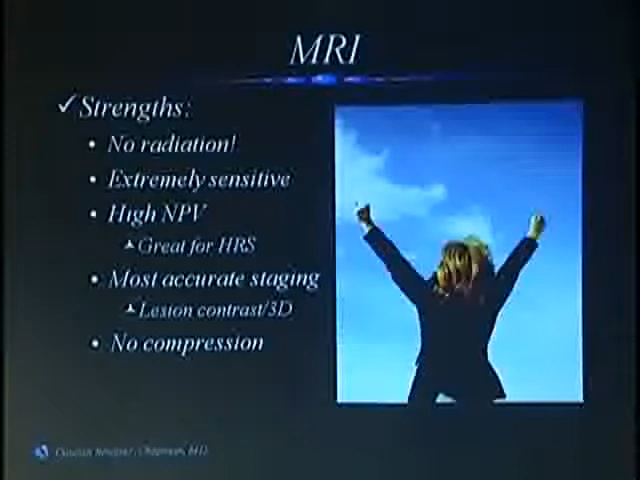 MRI
✓ Strengths:
• No radiation!
• Extremely sensitive
• High NPV
Great for HRS
• Most accurate staging
Lesion contrast/3D
• No compression